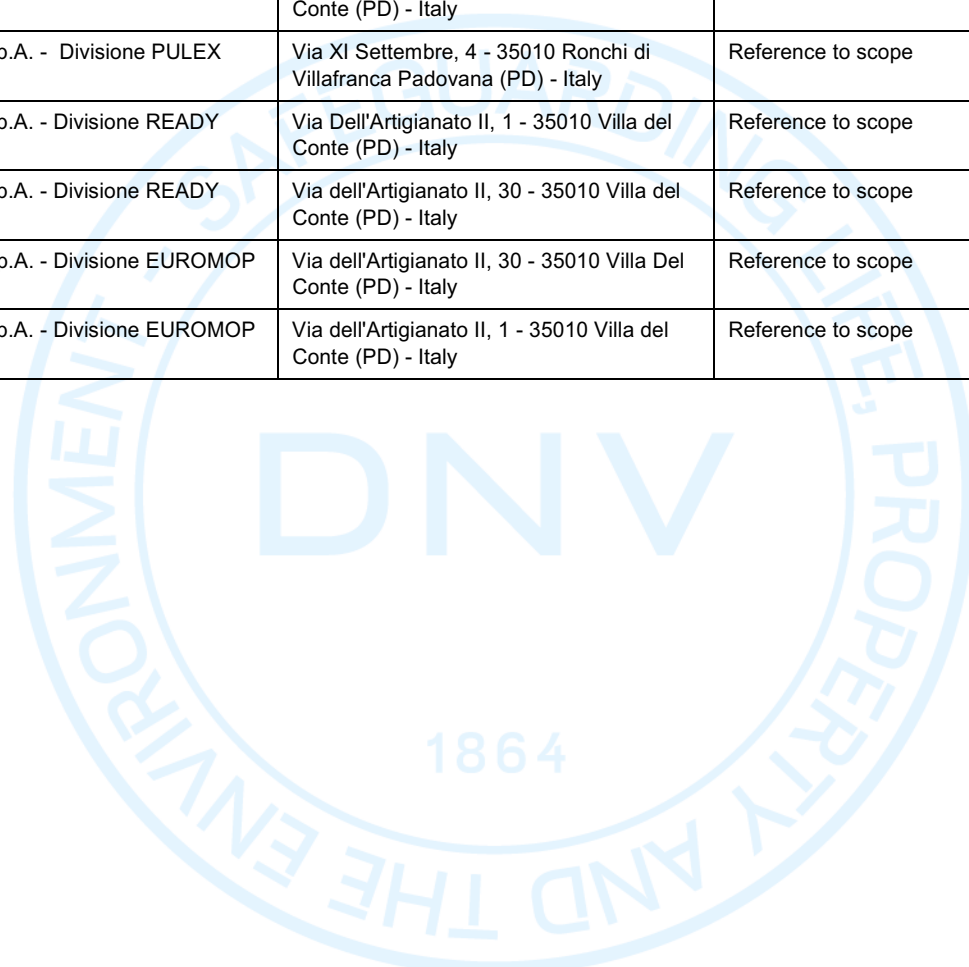 Conte (PD) - Italy
p.A. - Divisione PULEX
Via XI Settembre, 4 - 35010 Ronchi di
Villafranca Padovana (PD) - Italy
Reference to scope
p.A. - Divisione READY
Via Dell'Artigianato II, 1 - 35010 Villa del
Conte (PD) - Italy
Reference to scope
p.A. - Divisione READY
Via dell'Artigianato II, 30 - 35010 Villa del
Conte (PD) - Italy
Reference to scope
p.A. - Divisione EUROMOP
Via dell'Artigianato II, 30 - 35010 Villa Del
Conte (PD) - Italy
Reference to scope
p.A. - Divisione EUROMOP
Via dell'Artigianato II, 1 - 35010 Villa del
Conte (PD) - Italy
Reference to scope
SAFEGUARDING LIFE, PROPERTY AND THE ENVIRONMENT -
DNV
1864